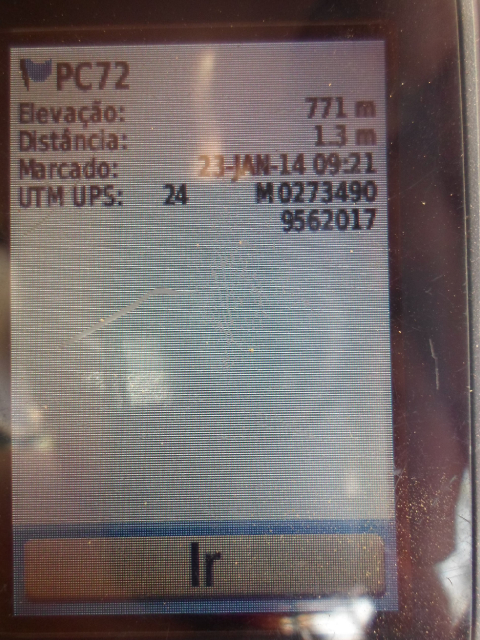 PC72
Elevação: 771 m
Distância: 1.3 m
Marcado: 23-JAN-14 09:21
UTM UPS: 24 M 0273490
9562017
Ir